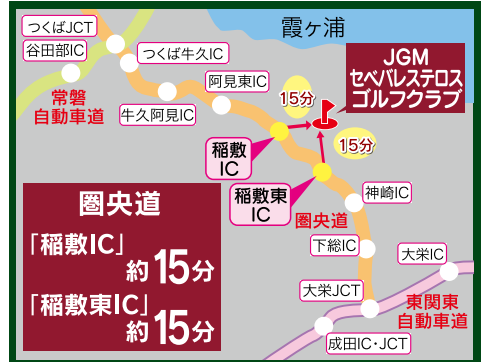 つくばJCT
谷田部IC
つくば牛久IC
霞ヶ浦
JGM
セベバレステロス
ゴルフクラブ
常磐
自動車道
阿見東IC
牛久阿見IC
15分
15分
稲敷
IC
稲敷東
IC
神崎IC
圏央道
下総IC
大栄IC
大栄JCT
東関東
自動車道
成田IC・JCT
圏央道
「稲敷IC」
約15分
「稲敷東IC」
約15分